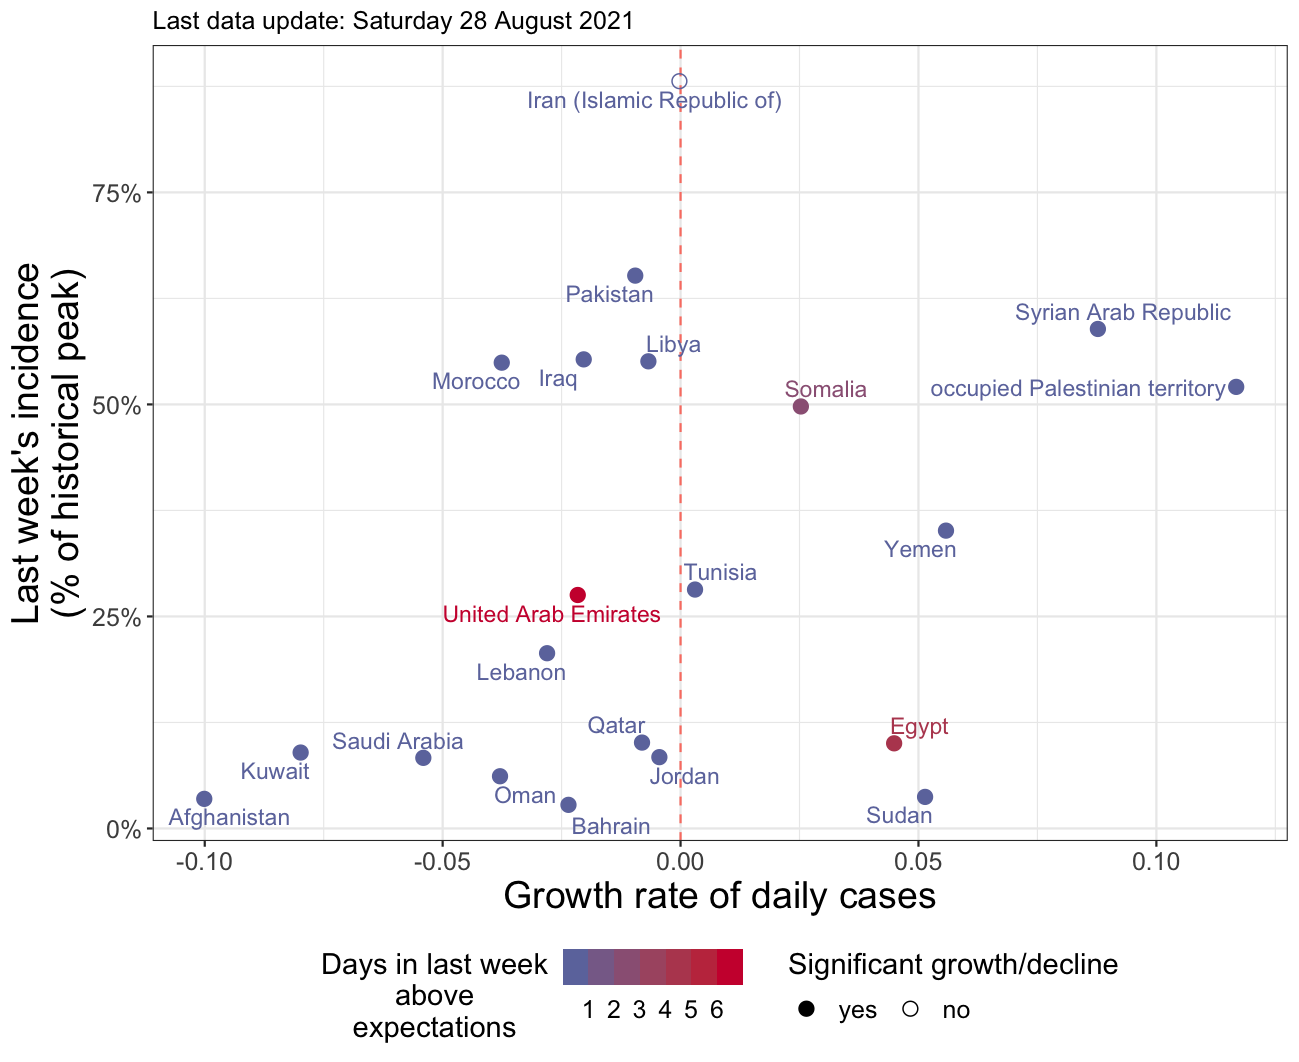 Last data update: Saturday 28 August 2021
Iran (Islamic Republic of)
75%
Pakistan
Syrian Arab Republic
Libya
Morocco
Iraq
Somalia
occupied Palestinian territory
50%
Last week's incidence
(% of historical peak)
Yemen
Tunisia
United Arab Emirates
25%
Lebanon
Qatar
Egypt
Saudi Arabia
Kuwait
Jordan
Oman
Afghanistan
Sudan
Bahrain
0%
-0.10 -0.05 0.00 0.05 0.10
Growth rate of daily cases
Days in last week
above
expectations
1 2 3 4 5 6
Significant growth/decline
yes no